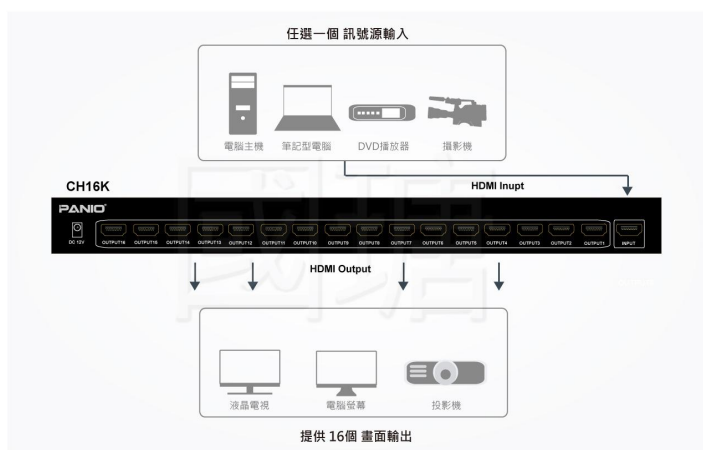 任選一個 訊號源輸入
電腦主機 筆記型電腦 DVD播放器 攝影機
CH16K
HDMI Inupt
PANIO
DC 12V OUTPUT16 OUTPUT15 OUTPUT14 OUTPUT13 OUTPUT12 OUTPUT11 OUTPUT10 OUTPUT9 OUTPUT8 OUTPUT7 OUTPUT6 OUTPUT5 OUTPUT4 OUTPUT3 OUTPUT2 OUTPUT1 INPUT
HDMI Output
國瑭
液晶電視 電腦螢幕 投影機
提供 16個 畫面輸出